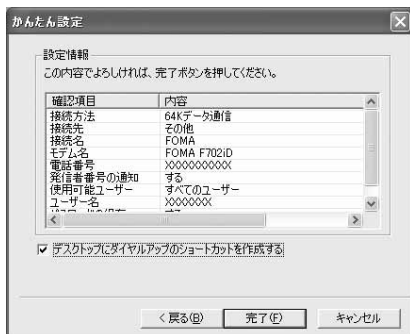 かんたん設定
設定情報
この内容でよろしければ、完了ボタンを押してください。
確認項目 内容
接続方法 64Kデータ通信
接続先 その他
接続名 FOMA
モデム名 FOMA F702iD
電話番号 XXXXXXXXXXX
発信者番号の通知 する
使用可能ユーザー すべてのユーザー
ユーザー名 XXXXXXX
デスクトップにダイヤルアップのショートカットを作成する
< 戻る(B) 完了(F) キャンセル